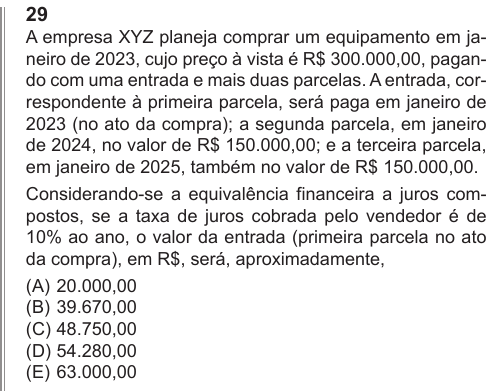 29
A empresa XYZ planeja comprar um equipamento em ja-
neiro de 2023, cujo preço à vista é R$ 300.000,00, pagan-
do com uma entrada e mais duas parcelas. A entrada, cor-
respondente à primeira parcela, será paga em janeiro de
2023 (no ato da compra); a segunda parcela, em janeiro
de 2024, no valor de R$ 150.000,00; e a terceira parcela,
em janeiro de 2025, também no valor de R$ 150.000,00.
Considerando-se a equivalência financeira a juros com-
postos, se a taxa de juros cobrada pelo vendedor é de
10% ao ano, o valor da entrada (primeira parcela no ato
da compra), em R$, será, aproximadamente,
(A) 20.000,00
(B) 39.670,00
(C) 48.750,00
(D) 54.280,00
(E) 63.000,00